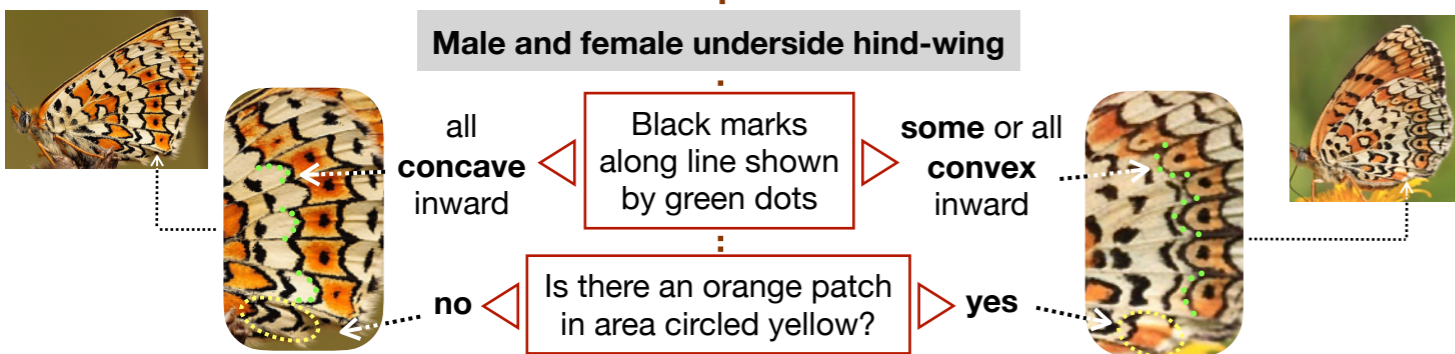 Male and female underside hind-wing
all
concave
inward
Black marks
along line shown
by green dots
some or all
convex
inward
no
Is there an orange patch
in area circled yellow?
yes